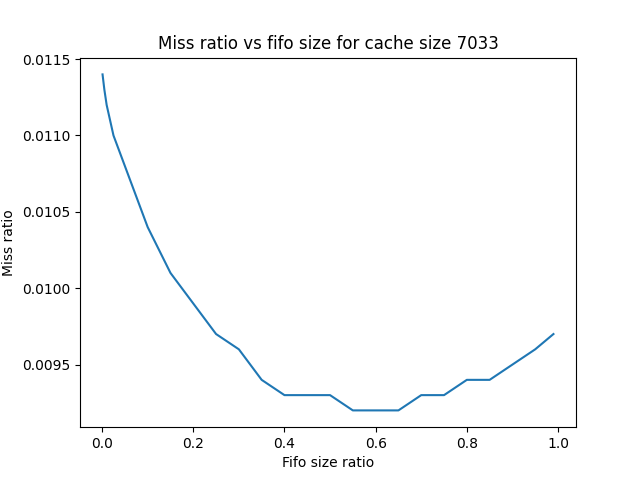 Miss ratio vs fifo size for cache size 7033
0.0115
0.0110
0.0105
0.0100
0.0095
Miss ratio
0.0 0.2 0.4 0.6 0.8 1.0
Fifo size ratio